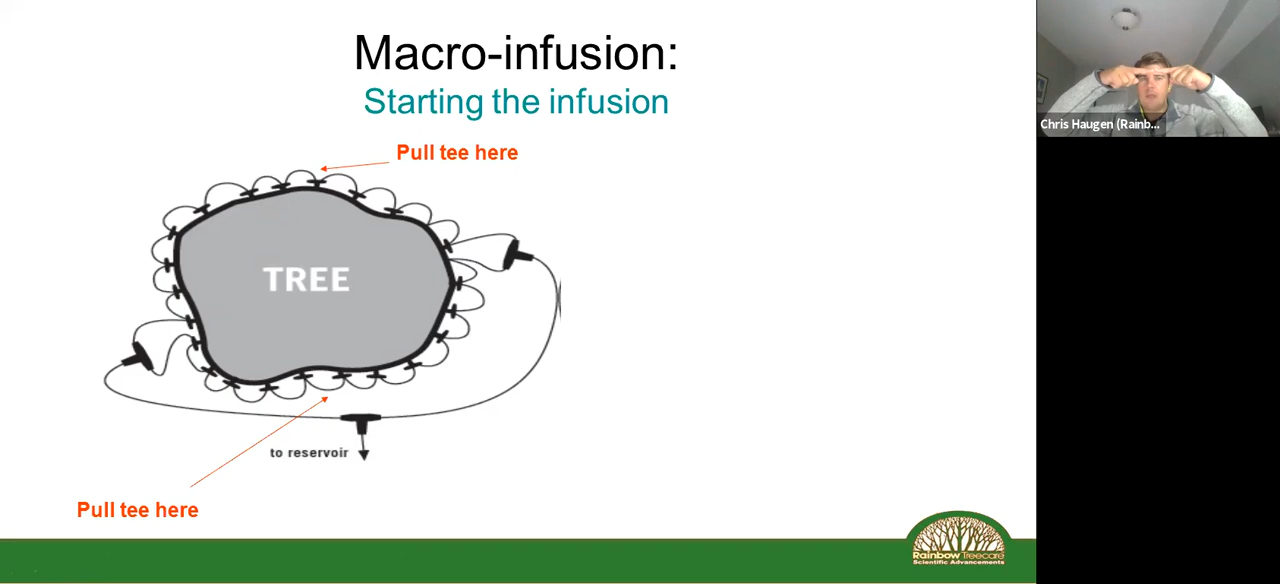 Macro-infusion:
Starting the infusion
Pull tee here
TREE
to reservoir
Pull tee here
Rainbow Treecare
Scientific Advancements
Chris Haugen (Rainb...